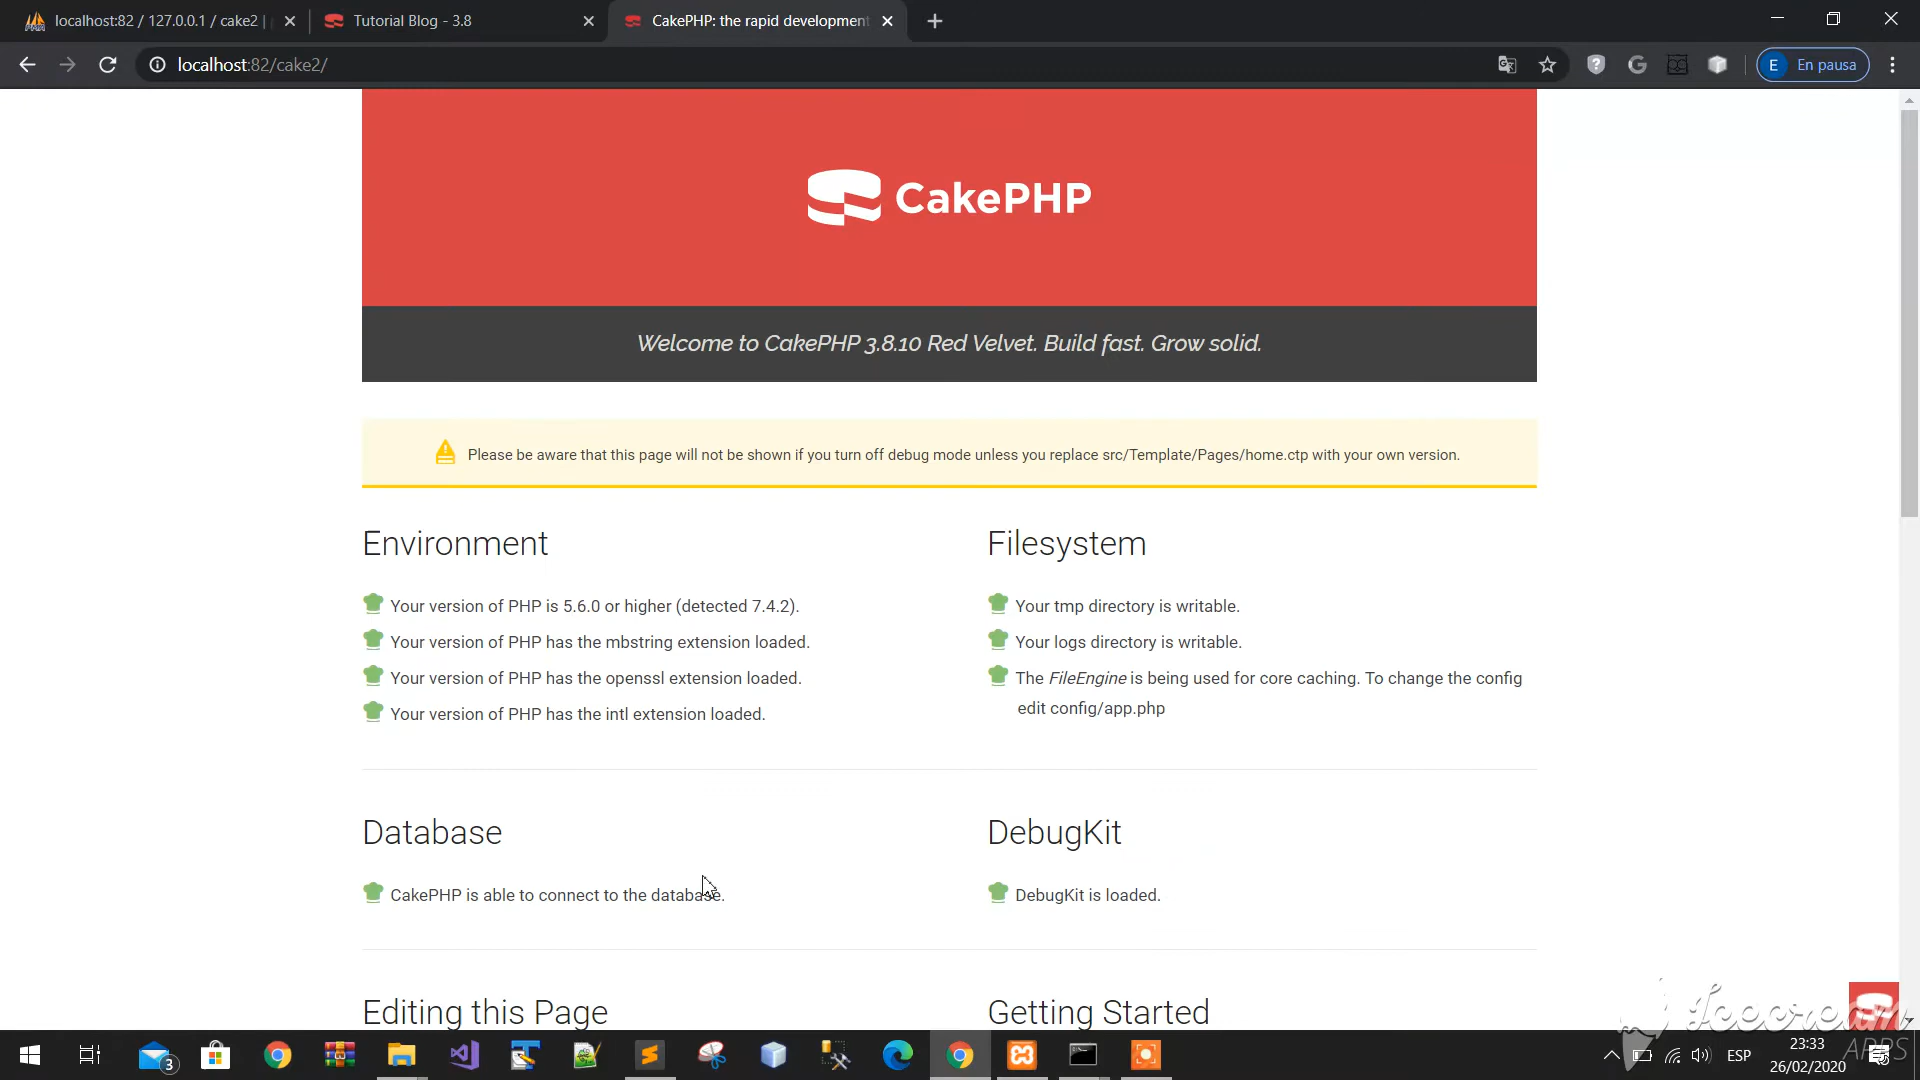 localhost:82 / 127.0.0.1 / cake2 |
Tutorial Blog - 3.8
CakePHP: the rapid development
localhost:82/cake2/
E En pausa
CakePHP
Welcome to CakePHP 3.8.10 Red Velvet. Build fast. Grow solid.
Please be aware that this page will not be shown if you turn off debug mode unless you replace src/Template/Pages/home.ctp with your own version.
Environment
Your version of PHP is 5.6.0 or higher (detected 7.4.2).
Your version of PHP has the mbstring extension loaded.
Your version of PHP has the openssl extension loaded.
Your version of PHP has the intl extension loaded.
Filesystem
Your tmp directory is writable.
Your logs directory is writable.
The FileEngine is being used for core caching. To change the config
edit config/app.php
Database
CakePHP is able to connect to the database.
DebugKit
DebugKit is loaded.
Editing this Page
Getting Started
Icecream
APPS
3
ESP
23:33
26/02/2020